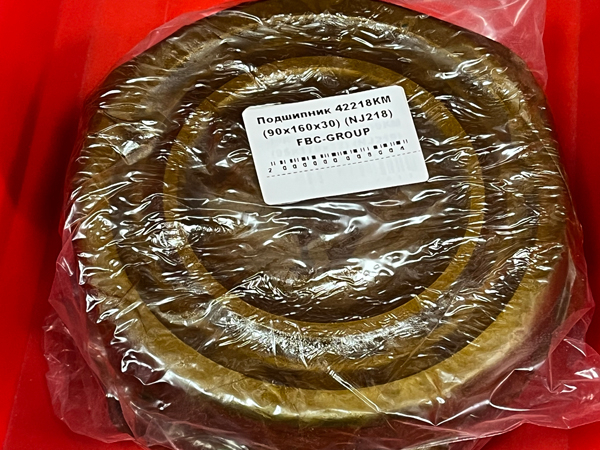 Подшипник 42218КМ
(90х160х30) (NJ218)
FBC-GROUP